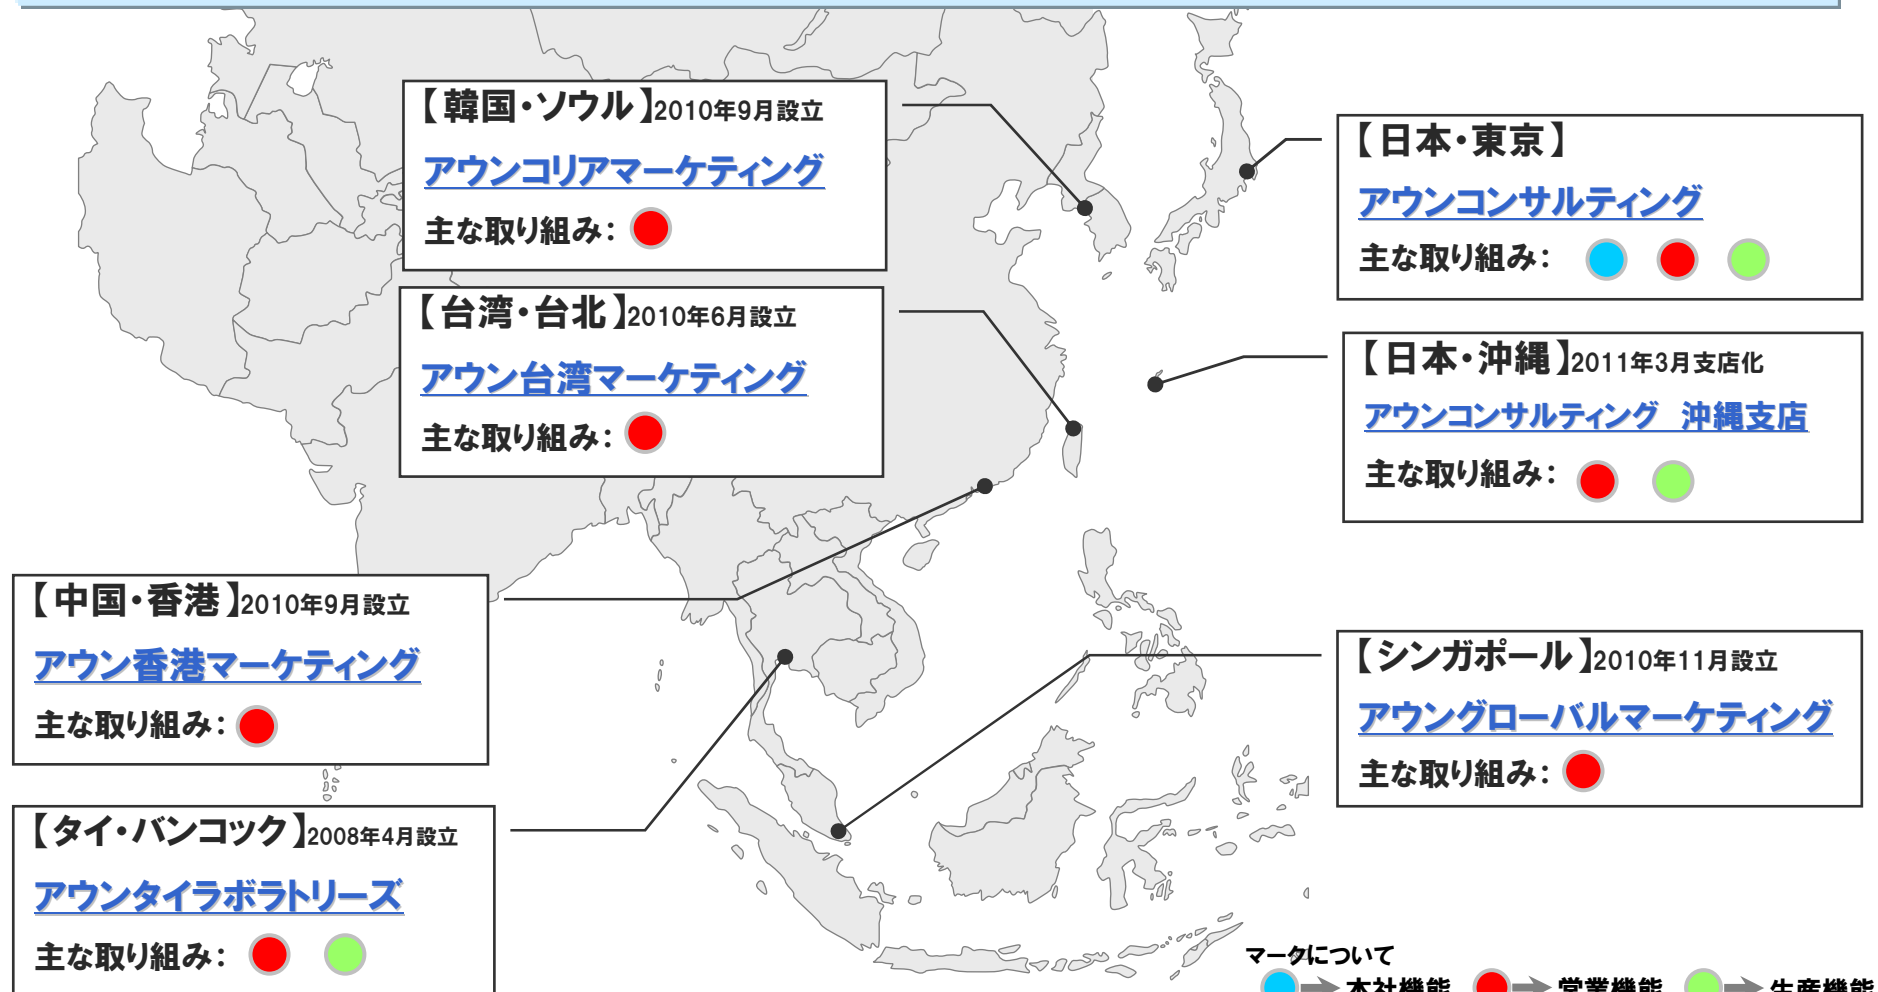 【韓国・ソウル】2010年9月設立
アウンコリアマーケティング
主な取り組み：
【日本・東京】
アウンコンサルティング
主な取り組み：
【台湾・台北】2010年6月設立
アウン台湾マーケティング
主な取り組み：
【日本・沖縄】2011年3月支店化
アウンコンサルティング　沖縄支店
主な取り組み：
【中国・香港】2010年9月設立
アウン香港マーケティング
主な取り組み：
【シンガポール】2010年11月設立
アウングローバルマーケティング
主な取り組み：
【タイ・バンコック】2008年4月設立
アウンタイラボラトリーズ
主な取り組み：
マークについて
本社機能 営業機能 生産機能